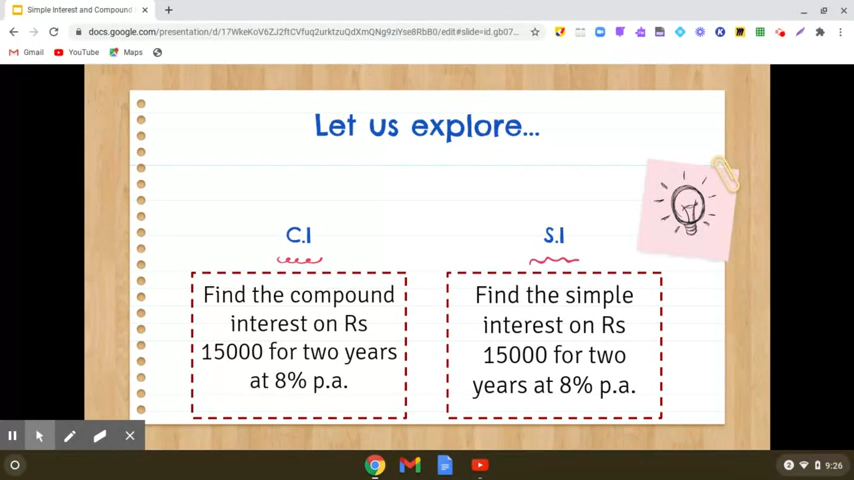 Simple Interest and Compound
docs.google.com/presentation/d/17WkeKoV6ZJ2ftCVfuq2urktzuQdXmQNg9ziYse8RbB0/edit#slide=id.gb07...
Gmail
YouTube
Maps
Let us explore...
C.I
S.I
Find the compound
interest on Rs
15000 for two years
at 8% p.a.
Find the simple
interest on Rs
15000 for two
years at 8% p.a.
2
9:26